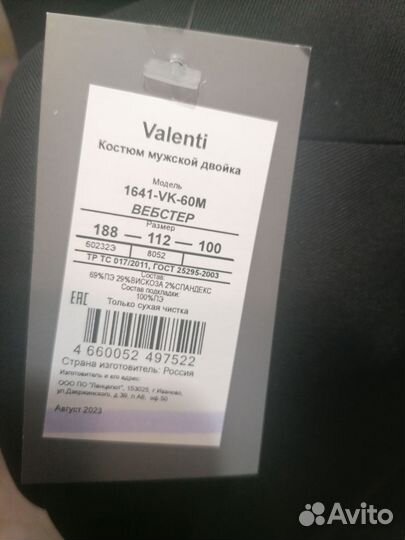 Valenti
Костюм мужской двойка
Модель
1641-VK-60M
ВЕБСТЕР
Размер
188 — 112 — 100
60232Э 8052
ТР ТС 017/2011, ГОСТ 25295-2003
Состав:
69%ПЭ 29%ВИСКОЗА 2%СПАНДЕКС
Состав подкладки:
100%ПЭ
Только сухая чистка
EAC
4 660052 497522
Страна изготовитель: Россия
Изготовитель и его адрес:
ООО ПО "Ланцелот", 153025, г.Иваново,
ул.Дзержинского, д.39, п.А6, оф.50
Август 2023
Avito